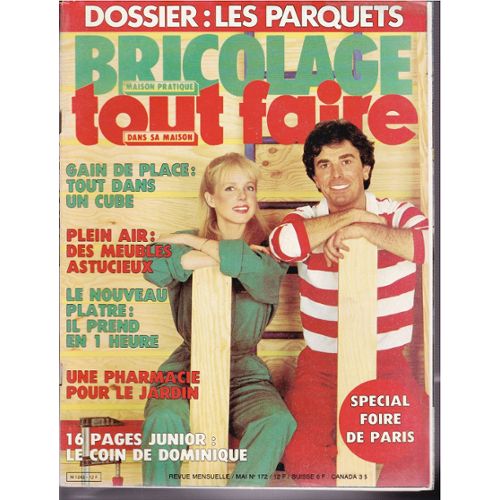 DOSSIER : LES PARQUETS
BRICOLAGE
MAISON PRATIQUE
tout faire
DANS SA MAISON
GAIN DE PLACE :
TOUT DANS
UN CUBE
PLEIN AIR :
DES MEUBLES
ASTUCIEUX
LE NOUVEAU
PLATRE :
IL PREND
EN 1 HEURE
UNE PHARMACIE
POUR LE JARDIN
16 PAGES JUNIOR :
LE COIN DE DOMINIQUE
SPECIAL
FOIRE
DE PARIS
REVUE MENSUELLE / MAI N° 172 / 12 F / SUISSE 6 F / CANADA 3 $